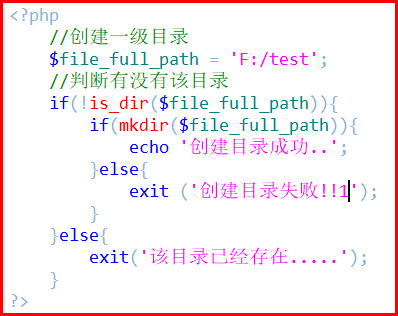 <?php
//创建一级目录
$file_full_path = 'F:/test';
//判断有没有该目录
if(!is_dir($file_full_path)){
if(mkdir($file_full_path)){
echo '创建目录成功..';
}else{
exit ('创建目录失败!!1');
}
}else{
exit('该目录已经存在.....');
}
?>